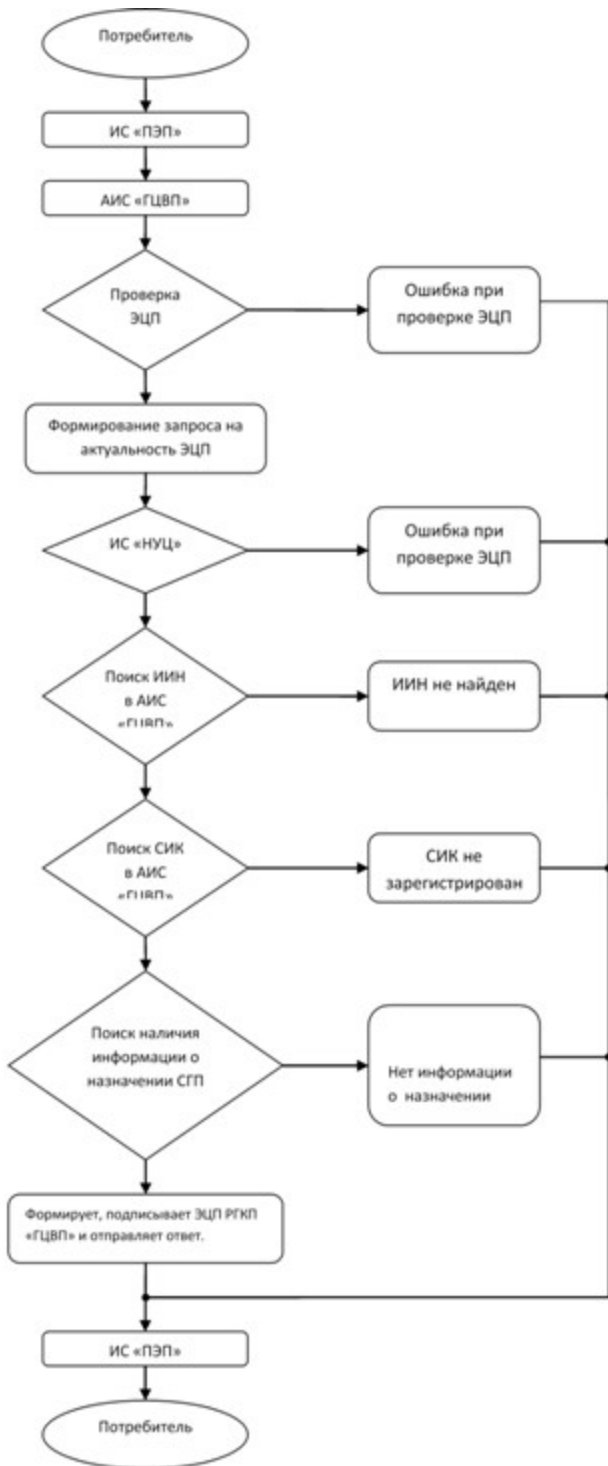 Потребитель
ИС «ПЭП»
АИС «ГЦВП»
Проверка
ЭЦП
Ошибка при
проверке ЭЦП
Формирование запроса на
актуальность ЭЦП
ИС «НУЦ»
Ошибка при
проверке ЭЦП
Поиск ИИН
в АИС
«ГЦВП»
ИИН не найден
Поиск СИК
в АИС
«ГЦВП»
СИК не
зарегистрирован
Поиск наличия
информации о
назначении СГП
Нет информации
о назначении
Формирует, подписывает ЭЦП РГКП
«ГЦВП» и отправляет ответ.
ИС «ПЭП»
Потребитель